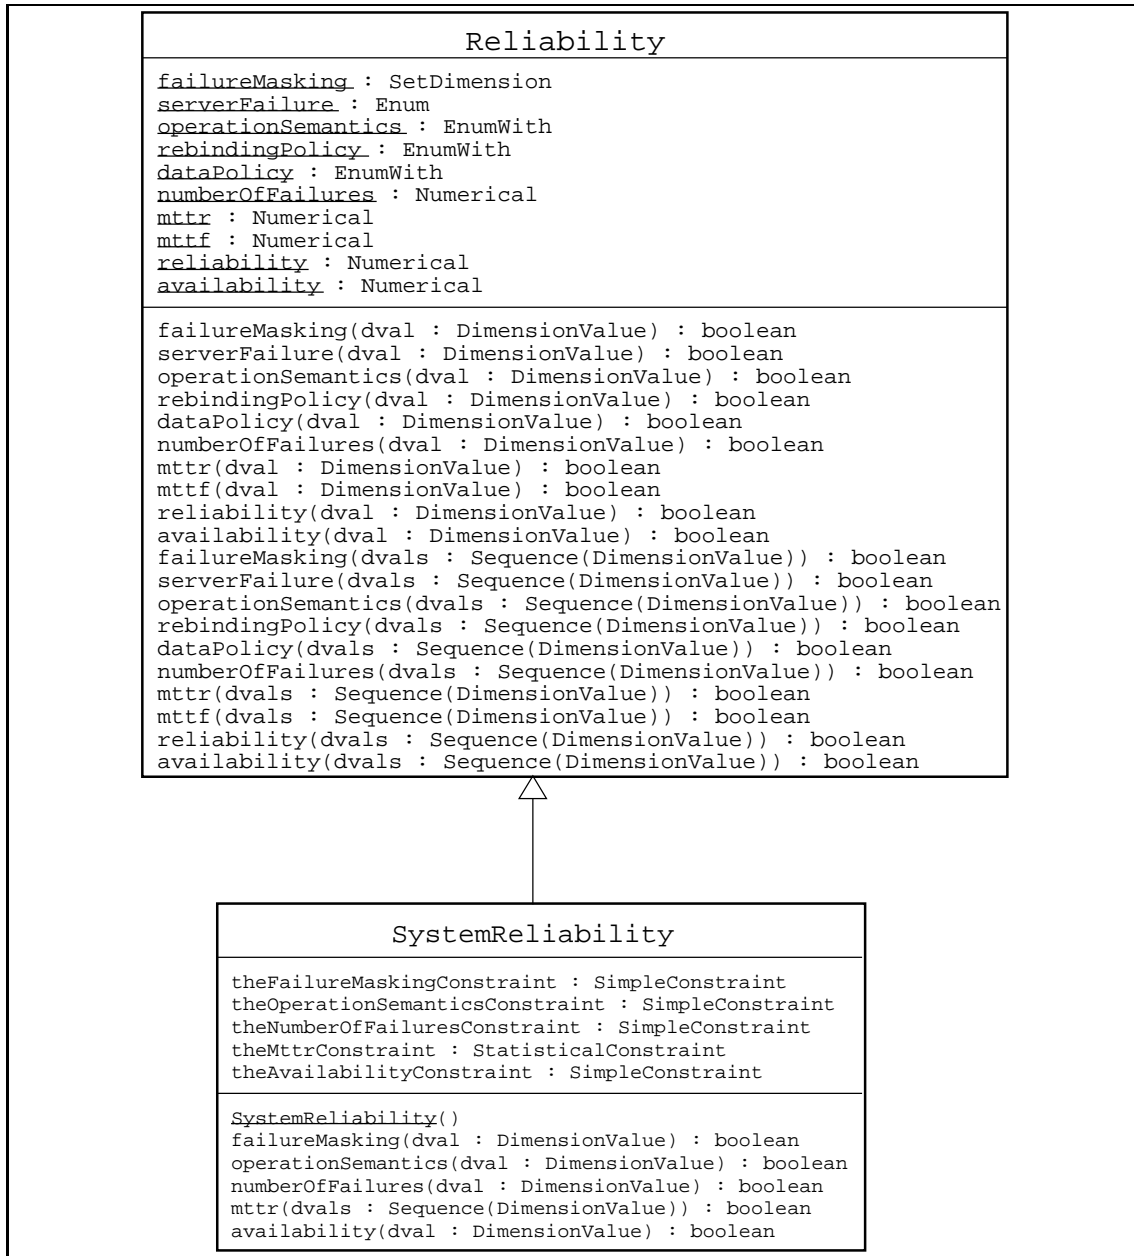 Reliability
failureMasking : SetDimension
serverFailure : Enum
operationSemantics : EnumWith
rebindingPolicy : EnumWith
dataPolicy : EnumWith
numberOfFailures : Numerical
mttr : Numerical
mttf : Numerical
reliability : Numerical
availability : Numerical
failureMasking(dval : DimensionValue) : boolean
serverFailure(dval : DimensionValue) : boolean
operationSemantics(dval : DimensionValue) : boolean
rebindingPolicy(dval : DimensionValue) : boolean
dataPolicy(dval : DimensionValue) : boolean
numberOfFailures(dval : DimensionValue) : boolean
mttr(dval : DimensionValue) : boolean
mttf(dval : DimensionValue) : boolean
reliability(dval : DimensionValue) : boolean
availability(dval : DimensionValue) : boolean
failureMasking(dvals : Sequence(DimensionValue)) : boolean
serverFailure(dvals : Sequence(DimensionValue)) : boolean
operationSemantics(dvals : Sequence(DimensionValue)) : boolean
rebindingPolicy(dvals : Sequence(DimensionValue)) : boolean
dataPolicy(dvals : Sequence(DimensionValue)) : boolean
numberOfFailures(dvals : Sequence(DimensionValue)) : boolean
mttr(dvals : Sequence(DimensionValue)) : boolean
mttf(dvals : Sequence(DimensionValue)) : boolean
reliability(dvals : Sequence(DimensionValue)) : boolean
availability(dvals : Sequence(DimensionValue)) : boolean
SystemReliability
theFailureMaskingConstraint : SimpleConstraint
theOperationSemanticsConstraint : SimpleConstraint
theNumberOfFailuresConstraint : SimpleConstraint
theMttrConstraint : StatisticalConstraint
theAvailabilityConstraint : SimpleConstraint
SystemReliability()
failureMasking(dval : DimensionValue) : boolean
operationSemantics(dval : DimensionValue) : boolean
numberOfFailures(dval : DimensionValue) : boolean
mttr(dvals : Sequence(DimensionValue)) : boolean
availability(dval : DimensionValue) : boolean